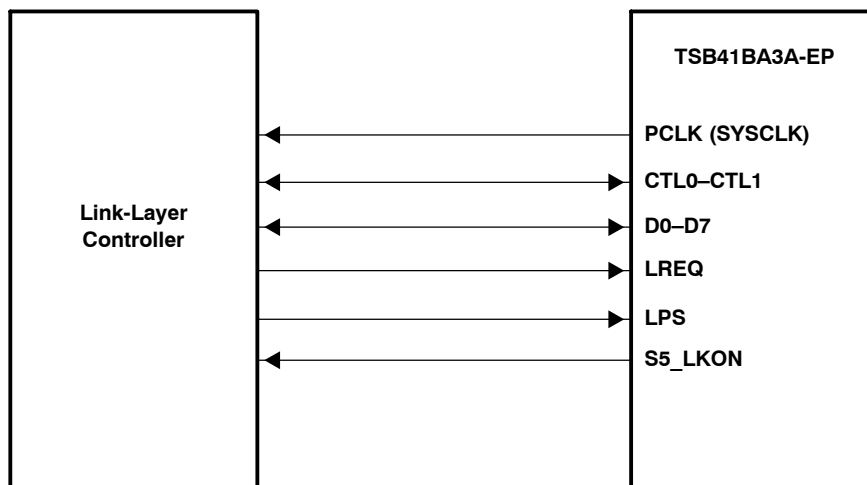 TSB41BA3A-EP
PCLK (SYSCLK)
CTL0–CTL1
Link-Layer
Controller
D0–D7
LREQ
LPS
S5_LKON